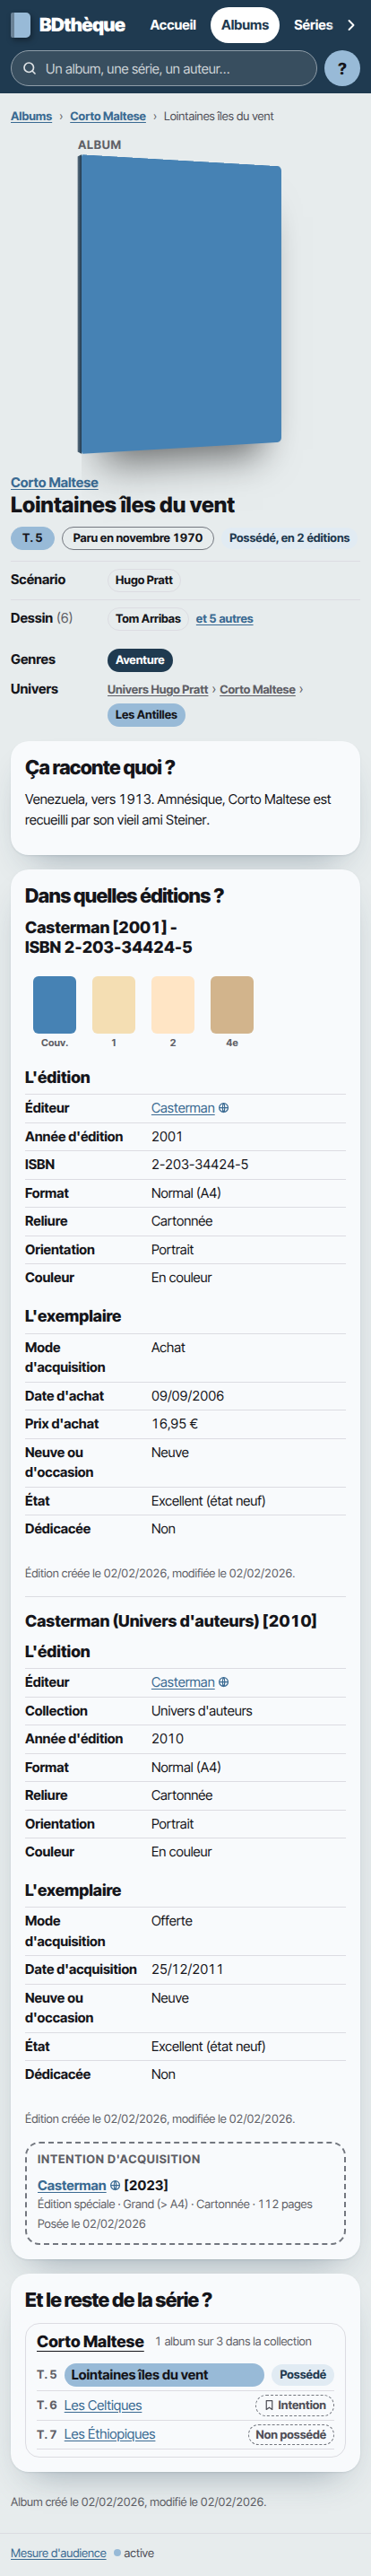 BDthèque Accueil Albums Séries
Un album, une série, un auteur... ?
Albums › Corto Maltese › Lointaines îles du vent
ALBUM
Corto Maltese
Lointaines îles du vent
T. 5 Paru en novembre 1970 Possédé, en 2 éditions
Scénario Hugo Pratt
Dessin (6) Tom Arribas et 5 autres
Genres Aventure
Univers Univers Hugo Pratt › Corto Maltese ›
Les Antilles
Ça raconte quoi ?
Venezuela, vers 1913. Amnésique, Corto Maltese est
recueilli par son vieil ami Steiner.
Dans quelles éditions ?
Casterman [2001] -
ISBN 2-203-34424-5
Couv. 1 2 4e
L'édition
Éditeur Casterman
Année d'édition 2001
ISBN 2-203-34424-5
Format Normal (A4)
Reliure Cartonnée
Orientation Portrait
Couleur En couleur
L'exemplaire
Mode Achat
d'acquisition
Date d'achat 09/09/2006
Prix d'achat 16,95 €
Neuve ou Neuve
d'occasion
État Excellent (état neuf)
Dédicacée Non
Édition créée le 02/02/2026, modifiée le 02/02/2026.
Casterman (Univers d'auteurs) [2010]
L'édition
Éditeur Casterman
Collection Univers d'auteurs
Année d'édition 2010
Format Normal (A4)
Reliure Cartonnée
Orientation Portrait
Couleur En couleur
L'exemplaire
Mode Offerte
d'acquisition
Date d'acquisition 25/12/2011
Neuve ou Neuve
d'occasion
État Excellent (état neuf)
Dédicacée Non
Édition créée le 02/02/2026, modifiée le 02/02/2026.
INTENTION D'ACQUISITION
Casterman [2023]
Édition spéciale · Grand (> A4) · Cartonnée · 112 pages
Posée le 02/02/2026
Et le reste de la série ?
Corto Maltese 1 album sur 3 dans la collection
T. 5 Lointaines îles du vent Possédé
T. 6 Les Celtiques Intention
T. 7 Les Éthiopiques Non possédé
Album créé le 02/02/2026, modifié le 02/02/2026.
Mesure d'audience active